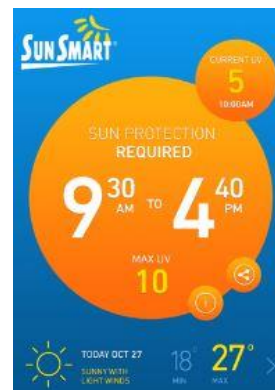 SUNSMART
CURRENT UV
5
10:00AM
SUN PROTECTION
REQUIRED
9 30 AM TO 4 40 PM
MAX UV
10
i
TODAY OCT 27
SUNNY WITH
LIGHT WINDS
18° MIN
27° MAX